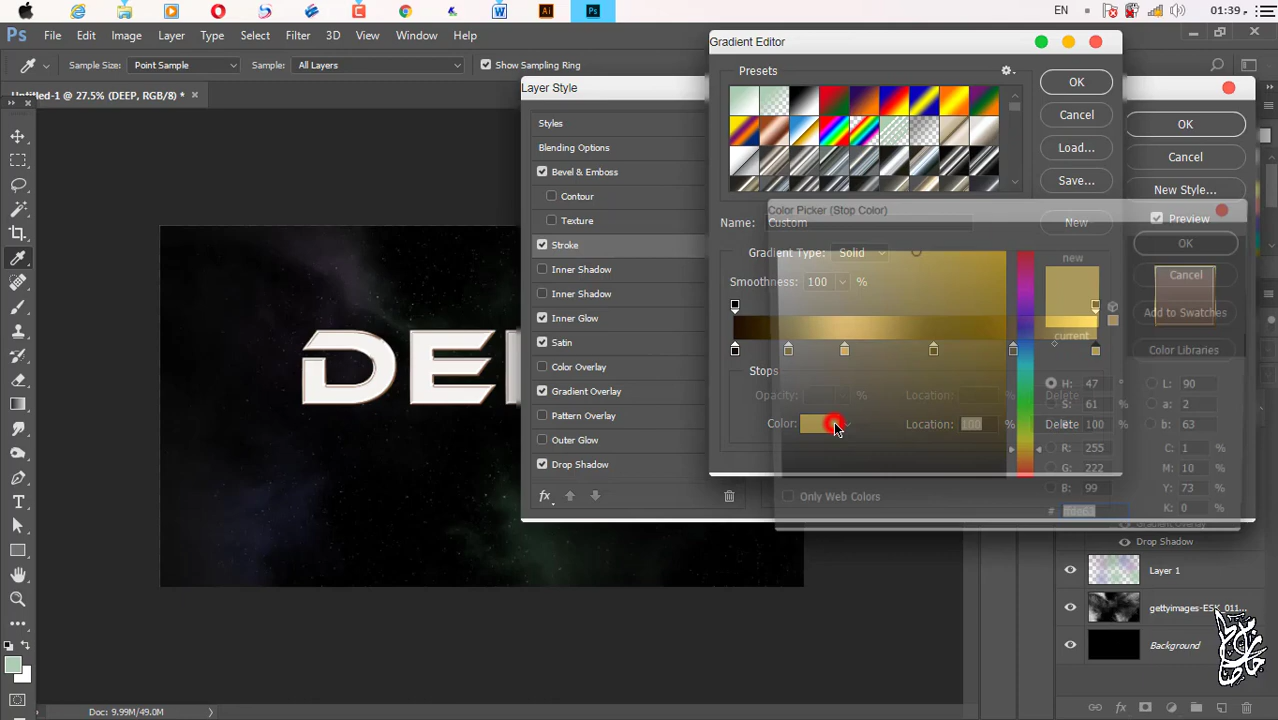 EN
01:39 ب.ظ
Ps File Edit Image Layer Type Select Filter 3D View Window Help
Sample Size: Point Sample Sample: All Layers Show Sampling Ring
Untitled-1 @ 27.5% (DEEP, RGB/8) *
Layer Style
Styles
Blending Options
Bevel & Emboss
Contour
Texture
Stroke
Inner Shadow
Inner Shadow
Inner Glow
Satin
Color Overlay
Gradient Overlay
Pattern Overlay
Outer Glow
Drop Shadow
fx
OK
Cancel
New Style...
Preview
Gradient Editor
Presets
OK
Cancel
Load...
Save...
Name: Custom
New
Gradient Type: Solid
Smoothness: 100 %
Stops
Opacity: % Location: % Delete
Color: Location: 100 % Delete
Color Picker (Stop Color)
new
current
OK
Cancel
Add to Swatches
Color Libraries
H: 47 °
S: 61 %
B: 100 %
R: 255
G: 222
B: 99
L: 90
a: 2
b: 63
C: 1 %
M: 10 %
Y: 73 %
K: 0 %
# ffde63
Only Web Colors
DEE
Gradient Overlay
Drop Shadow
Layer 1
gettyimages-ESK_011...
Background
Doc: 9.99M/49.0M